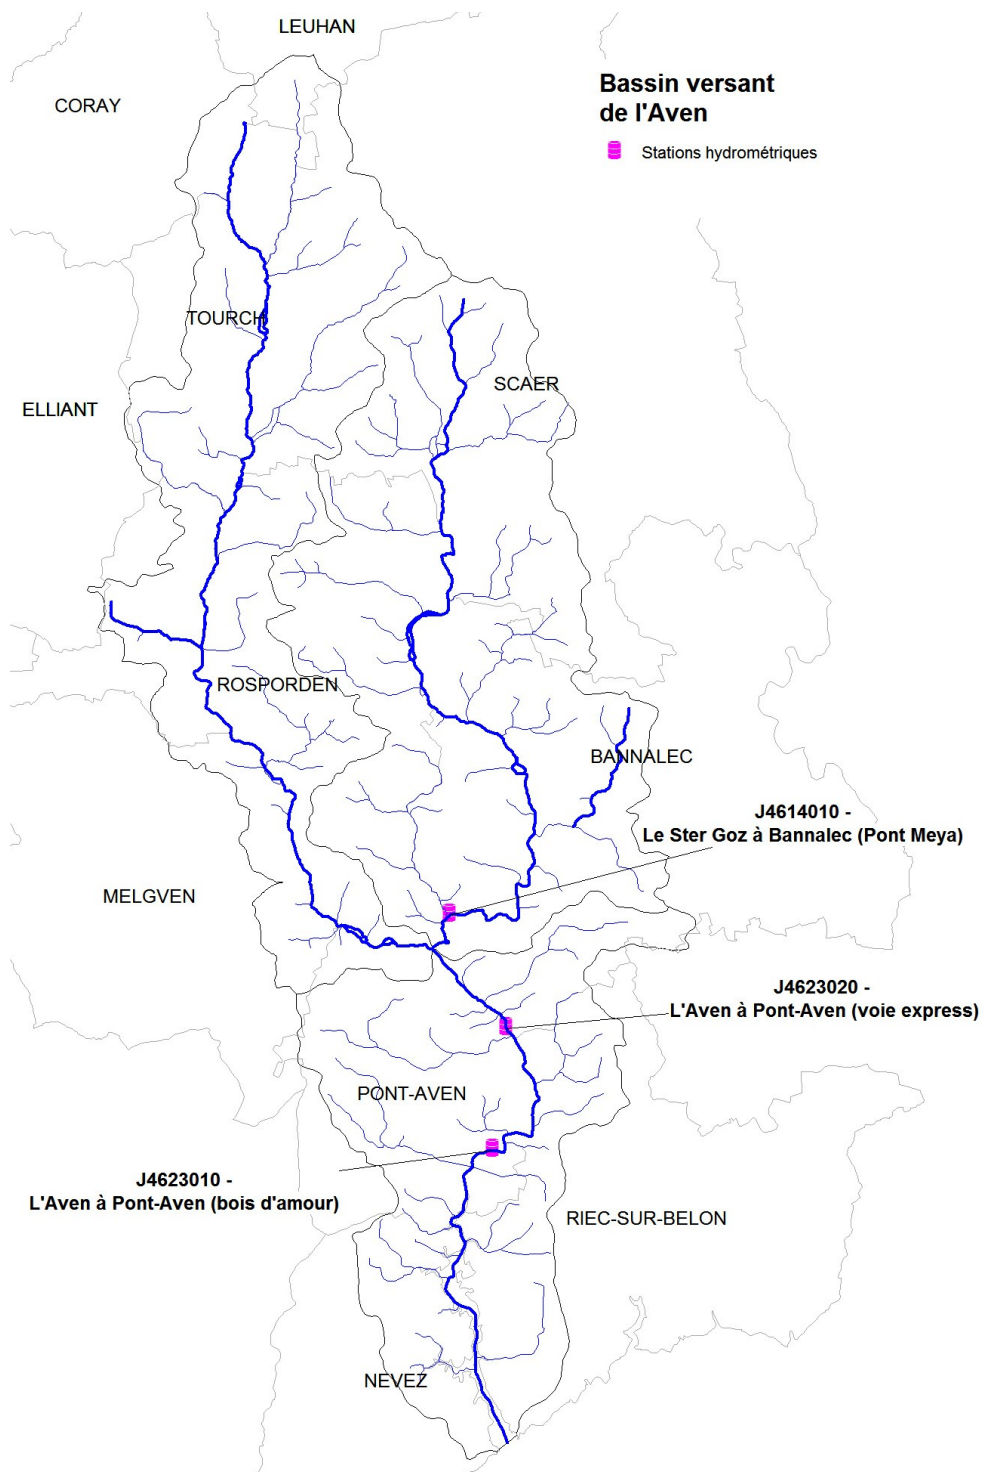 LEUHAN
Bassin versant
de l'Aven
CORAY
Stations hydrométriques
TOURCH
SCAER
ELLIANT
ROSPORDEN
BANNALEC
J4614010 -
Le Ster Goz à Bannalec (Pont Meya)
MELGVEN
J4623020 -
L'Aven à Pont-Aven (voie express)
PONT-AVEN
J4623010 -
L'Aven à Pont-Aven (bois d'amour)
RIEC-SUR-BELON
NEVEZ